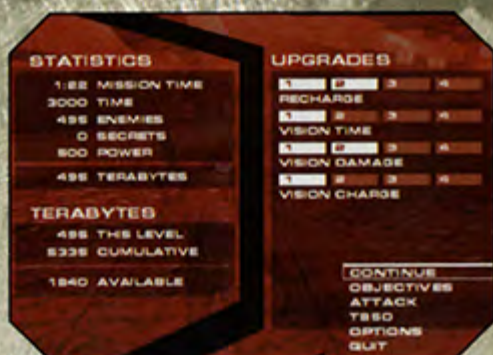 STATISTICS
1:22 MISSION TIME
3000 TIME
495 ENEMIES
0 SECRETS
500 POWER
495 TERABYTES
TERABYTES
495 THIS LEVEL
5335 CUMULATIVE
1840 AVAILABLE
UPGRADES
1 2 3 4
RECHARGE
1 2 3 4
VISION TIME
1 2 3 4
VISION DAMAGE
1 2 3 4
VISION CHARGE
CONTINUE
OBJECTIVES
ATTACK
OPTIONS
QUIT